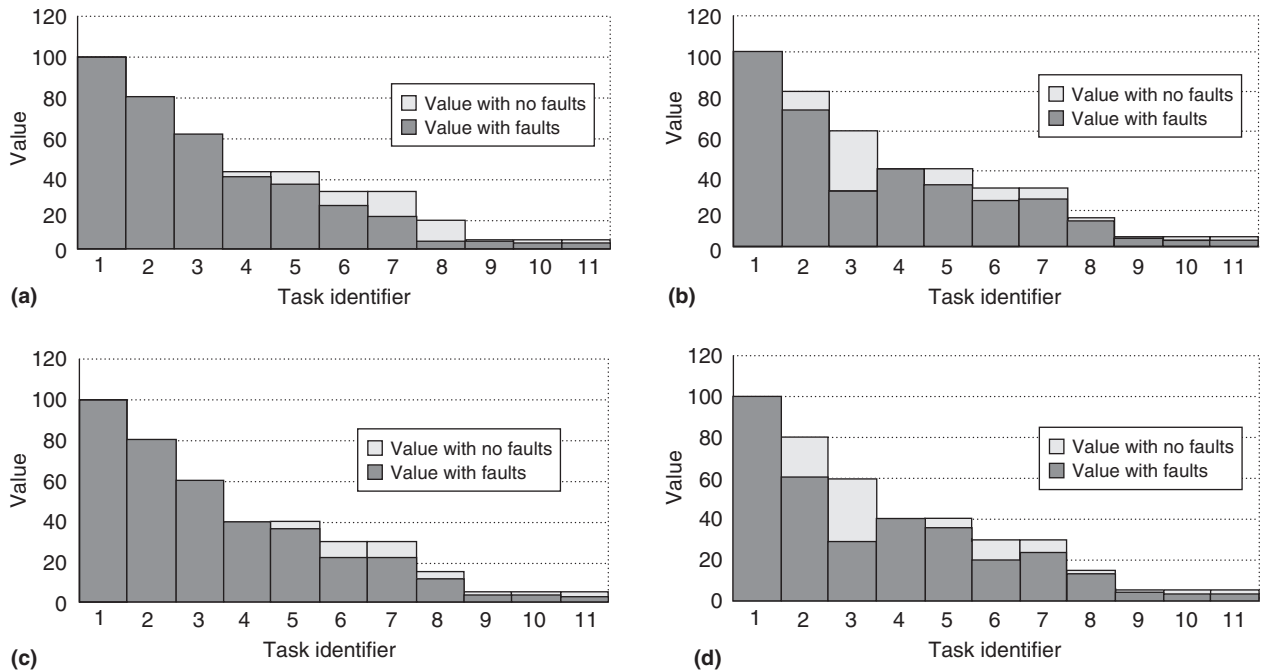 120
100
80
60
40
20
0
Value
Value with no faults
Value with faults
1 2 3 4 5 6 7 8 9 10 11
Task identifier
(a)
120
100
80
60
40
20
0
Value
Value with no faults
Value with faults
1 2 3 4 5 6 7 8 9 10 11
Task identifier
(b)
120
100
80
60
40
20
0
Value
Value with no faults
Value with faults
1 2 3 4 5 6 7 8 9 10 11
Task identifier
(c)
120
100
80
60
40
20
0
Value
Value with no faults
Value with faults
1 2 3 4 5 6 7 8 9 10 11
Task identifier
(d)